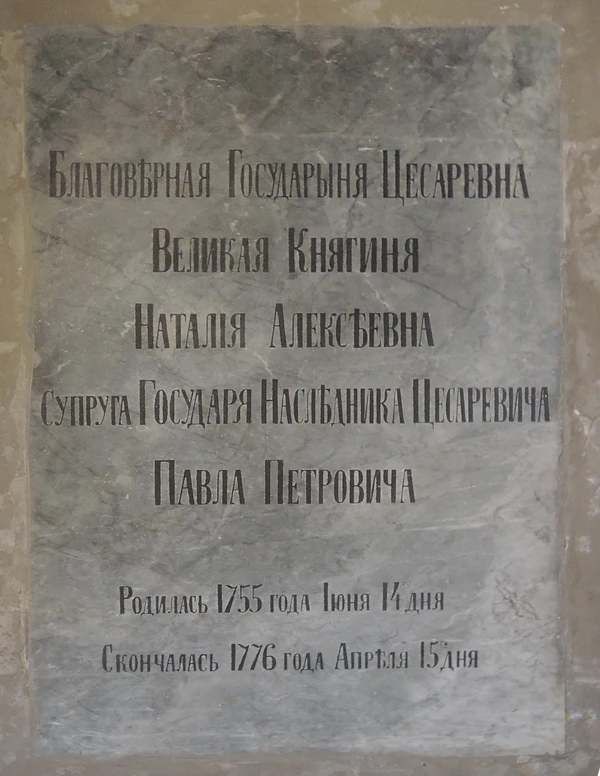 Благовѣрная Государыня Цесаревна
Великая Княгиня
Наталія Алексѣевна
супруга Государя Наслѣдника Цесаревича
Павла Петровича
Родилась 1755 года Іюня 14 дня
Скончалась 1776 года Апрѣля 15 дня